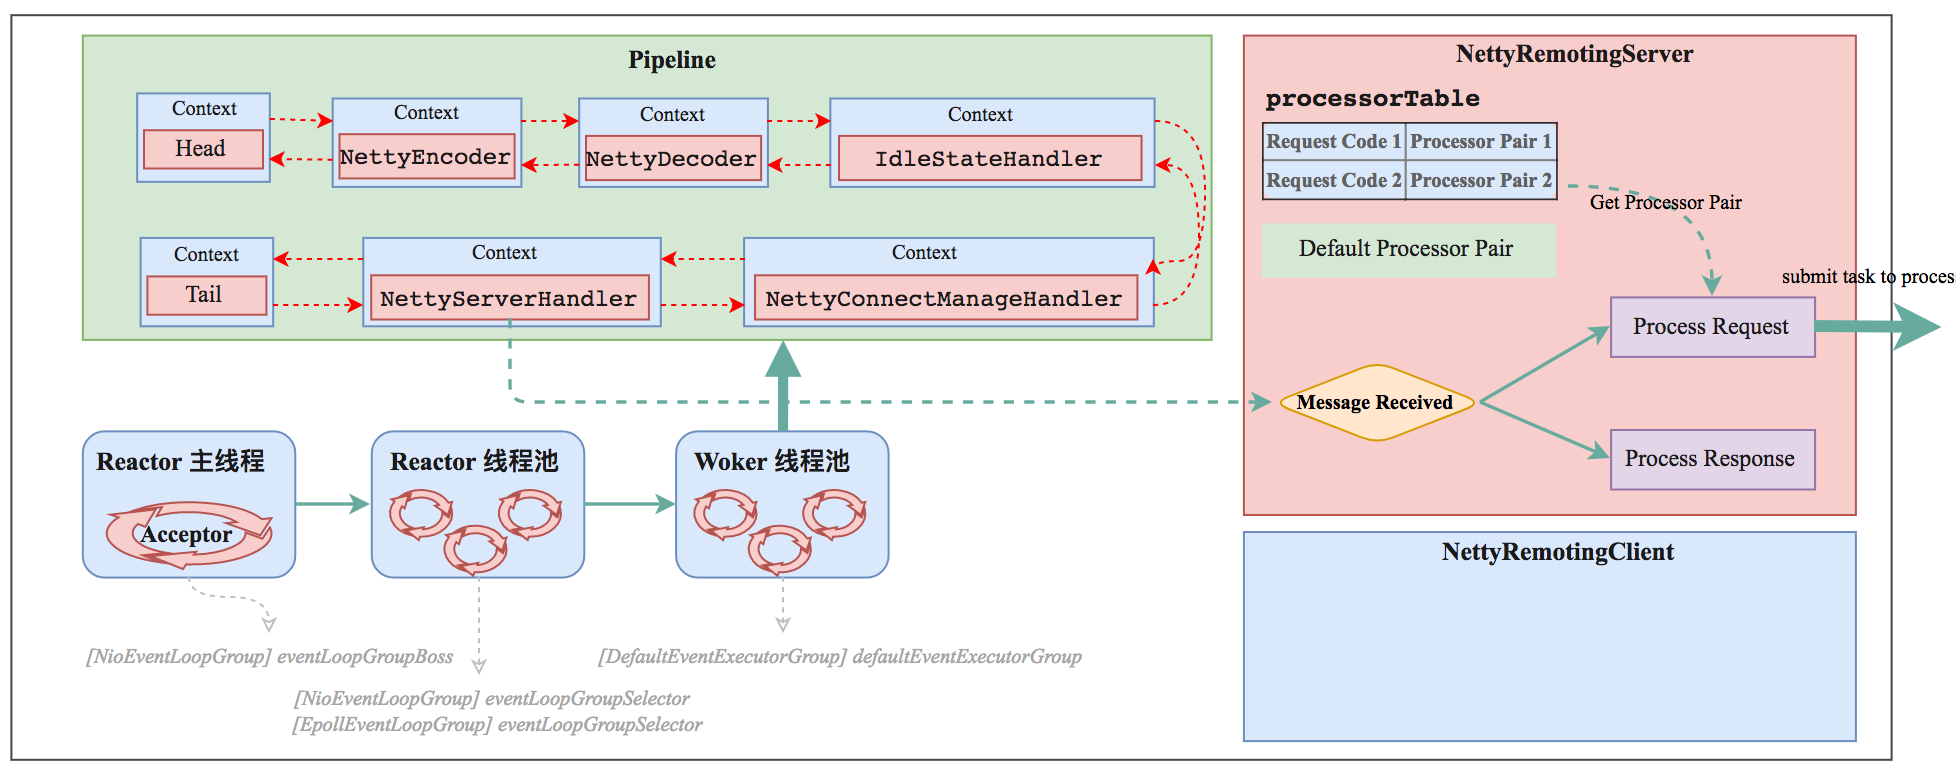 Pipeline
Context
Head
Context
NettyEncoder
Context
NettyDecoder
Context
IdleStateHandler
Context
Tail
Context
NettyServerHandler
Context
NettyConnectManageHandler
Reactor 主线程
Acceptor
Reactor 线程池
Woker 线程池
[NioEventLoopGroup] eventLoopGroupBoss
[DefaultEventExecutorGroup] defaultEventExecutorGroup
[NioEventLoopGroup] eventLoopGroupSelector
[EpollEventLoopGroup] eventLoopGroupSelector
NettyRemotingServer
processorTable
Request Code 1 Processor Pair 1
Request Code 2 Processor Pair 2
Get Processor Pair
Default Processor Pair
submit task to proces
Process Request
Message Received
Process Response
NettyRemotingClient